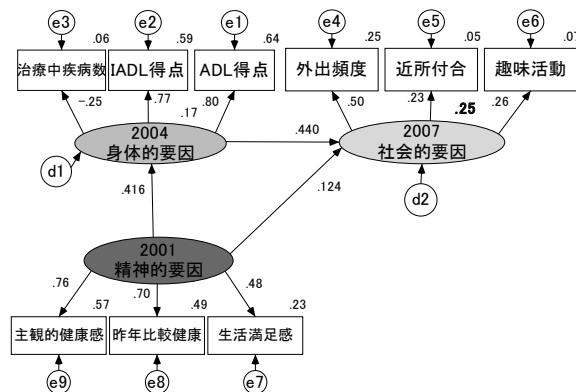 e3
e2
e1
e4
e5
e6
.06
.59
.64
.25
.05
.07
治療中疾病数
IADL得点
ADL得点
外出頻度
近所付合
趣味活動
-.25
.77
.17
.80
.50
.23
.25
.26
2004
身体的要因
2007
社会的要因
.440
d1
d2
.416
.124
2001
精神的要因
.76
.57
.70
.49
.48
.23
主観的健康感
昨年比較健康
生活満足感
e9
e8
e7